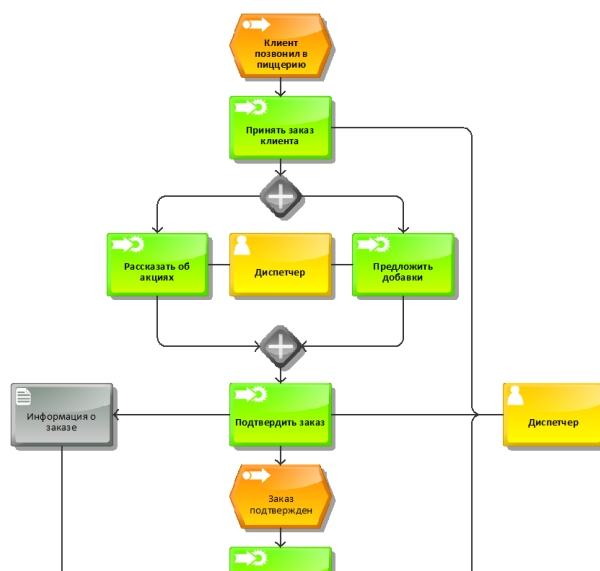 Клиент
позвонил в
пиццерию
Принять заказ
клиента
Рассказать об
акциях
Диспетчер
Предложить
добавки
Информация о
заказе
Подтвердить заказ
Диспетчер
Заказ
подтвержден